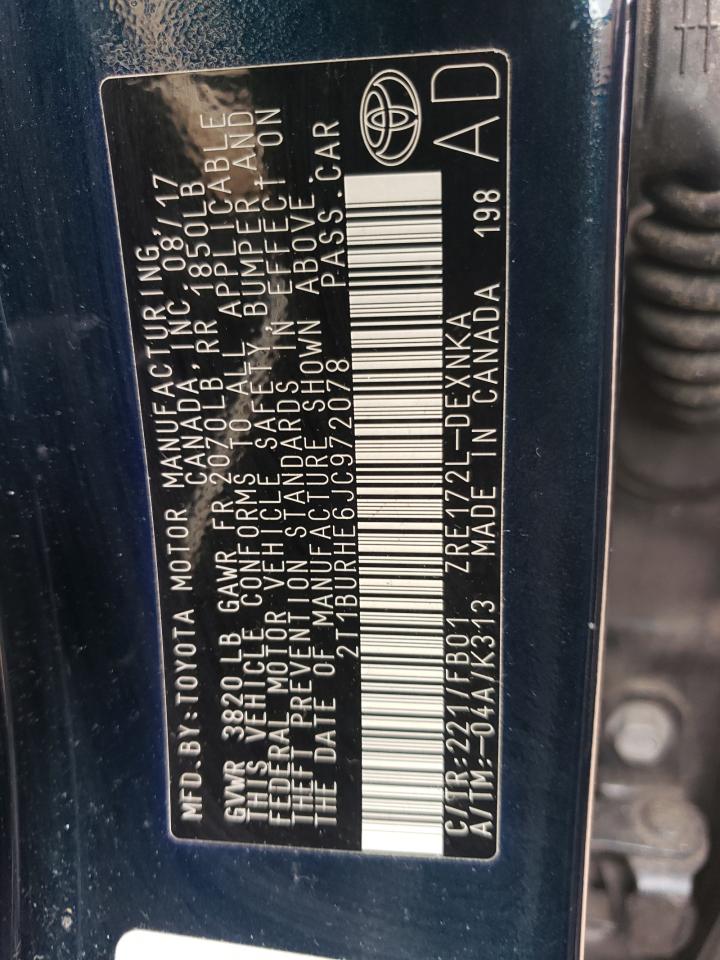 MFD.BY:TOYOTA MOTOR MANUFACTURING,
CANADA, INC. 08/17
GVWR 3820 LB GAWR FR 2070LB, RR 1850LB
THIS VEHICLE CONFORMS TO ALL APPLICABLE
FEDERAL MOTOR VEHICLE SAFETY, BUMPER, AND
THEFT PREVENTION STANDARDS IN EFFECT ON
THE DATE OF MANUFACTURE SHOWN ABOVE.
2T1BURHE6JC972078 PASS.CAR
C/TR:221/FB01 ZRE172L-DEXNKA
A/TM:-04A/K313 MADE IN CANADA 198
AD